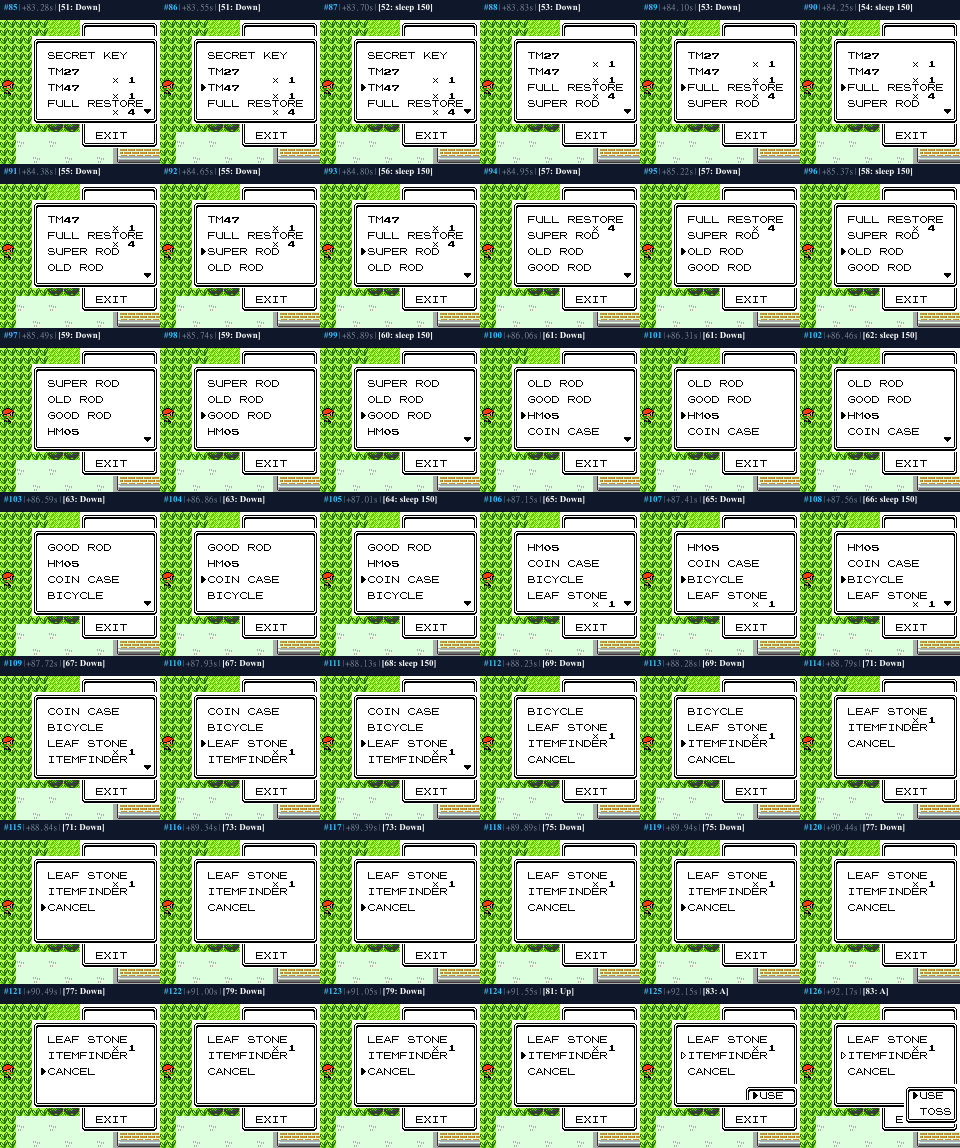 #85|+83.28s|[51: Down] #86|+83.55s|[51: Down] #87|+83.70s|[52: sleep 150] #88|+83.83s|[53: Down] #89|+84.10s|[53: Down] #90|+84.25s|[54: sleep 150]
SECRET KEY
TM27
× 1
TM47
× 1
FULL RESTORE
× 4
EXIT
SECRET KEY
TM27
× 1
▶TM47
× 1
FULL RESTORE
× 4
EXIT
SECRET KEY
TM27
× 1
▶TM47
× 1
FULL RESTORE
× 4
EXIT
TM27
× 1
TM47
× 1
FULL RESTORE
× 4
SUPER ROD
EXIT
TM27
× 1
TM47
× 1
▶FULL RESTORE
× 4
SUPER ROD
EXIT
TM27
× 1
TM47
× 1
▶FULL RESTORE
× 4
SUPER ROD
EXIT
#91|+84.38s|[55: Down] #92|+84.65s|[55: Down] #93|+84.80s|[56: sleep 150] #94|+84.95s|[57: Down] #95|+85.22s|[57: Down] #96|+85.37s|[58: sleep 150]
TM47
× 1
FULL RESTORE
× 4
SUPER ROD
OLD ROD
EXIT
TM47
× 1
FULL RESTORE
× 4
▶SUPER ROD
OLD ROD
EXIT
TM47
× 1
FULL RESTORE
× 4
▶SUPER ROD
OLD ROD
EXIT
FULL RESTORE
× 4
SUPER ROD
OLD ROD
GOOD ROD
EXIT
FULL RESTORE
× 4
SUPER ROD
▶OLD ROD
GOOD ROD
EXIT
FULL RESTORE
× 4
SUPER ROD
▶OLD ROD
GOOD ROD
EXIT
#97|+85.49s|[59: Down] #98|+85.74s|[59: Down] #99|+85.89s|[60: sleep 150] #100|+86.06s|[61: Down] #101|+86.31s|[61: Down] #102|+86.46s|[62: sleep 150]
SUPER ROD
OLD ROD
GOOD ROD
HM05
EXIT
SUPER ROD
OLD ROD
▶GOOD ROD
HM05
EXIT
SUPER ROD
OLD ROD
▶GOOD ROD
HM05
EXIT
OLD ROD
GOOD ROD
▶HM05
COIN CASE
EXIT
OLD ROD
GOOD ROD
▶HM05
COIN CASE
EXIT
OLD ROD
GOOD ROD
▶HM05
COIN CASE
EXIT
#103|+86.59s|[63: Down] #104|+86.86s|[63: Down] #105|+87.01s|[64: sleep 150] #106|+87.15s|[65: Down] #107|+87.41s|[65: Down] #108|+87.56s|[66: sleep 150]
GOOD ROD
HM05
COIN CASE
BICYCLE
EXIT
GOOD ROD
HM05
▶COIN CASE
BICYCLE
EXIT
GOOD ROD
HM05
▶COIN CASE
BICYCLE
EXIT
HM05
COIN CASE
BICYCLE
LEAF STONE
× 1
EXIT
HM05
COIN CASE
▶BICYCLE
LEAF STONE
× 1
EXIT
HM05
COIN CASE
▶BICYCLE
LEAF STONE
× 1
EXIT
#109|+87.72s|[67: Down] #110|+87.93s|[67: Down] #111|+88.13s|[68: sleep 150] #112|+88.23s|[69: Down] #113|+88.28s|[69: Down] #114|+88.79s|[71: Down]
COIN CASE
BICYCLE
LEAF STONE
× 1
ITEMFINDER
EXIT
COIN CASE
BICYCLE
▶LEAF STONE
× 1
ITEMFINDER
EXIT
COIN CASE
BICYCLE
▶LEAF STONE
× 1
ITEMFINDER
EXIT
BICYCLE
LEAF STONE
× 1
ITEMFINDER
CANCEL
EXIT
BICYCLE
LEAF STONE
× 1
▶ITEMFINDER
CANCEL
EXIT
LEAF STONE
× 1
ITEMFINDER
CANCEL
EXIT
#115|+88.84s|[71: Down] #116|+89.34s|[73: Down] #117|+89.39s|[73: Down] #118|+89.89s|[75: Down] #119|+89.94s|[75: Down] #120|+90.44s|[77: Down]
LEAF STONE
× 1
ITEMFINDER
▶CANCEL
EXIT
LEAF STONE
× 1
ITEMFINDER
CANCEL
EXIT
LEAF STONE
× 1
ITEMFINDER
▶CANCEL
EXIT
LEAF STONE
× 1
ITEMFINDER
CANCEL
EXIT
LEAF STONE
× 1
ITEMFINDER
▶CANCEL
EXIT
LEAF STONE
× 1
ITEMFINDER
CANCEL
EXIT
#121|+90.49s|[77: Down] #122|+91.00s|[79: Down] #123|+91.05s|[79: Down] #124|+91.55s|[81: Up] #125|+92.15s|[83: A] #126|+92.17s|[83: A]
LEAF STONE
× 1
ITEMFINDER
▶CANCEL
EXIT
LEAF STONE
× 1
ITEMFINDER
CANCEL
EXIT
LEAF STONE
× 1
ITEMFINDER
▶CANCEL
EXIT
LEAF STONE
× 1
▶ITEMFINDER
CANCEL
EXIT
LEAF STONE
× 1
▷ITEMFINDER
CANCEL
▶USE
EXIT
LEAF STONE
× 1
▷ITEMFINDER
CANCEL
▶USE
TOSS
E